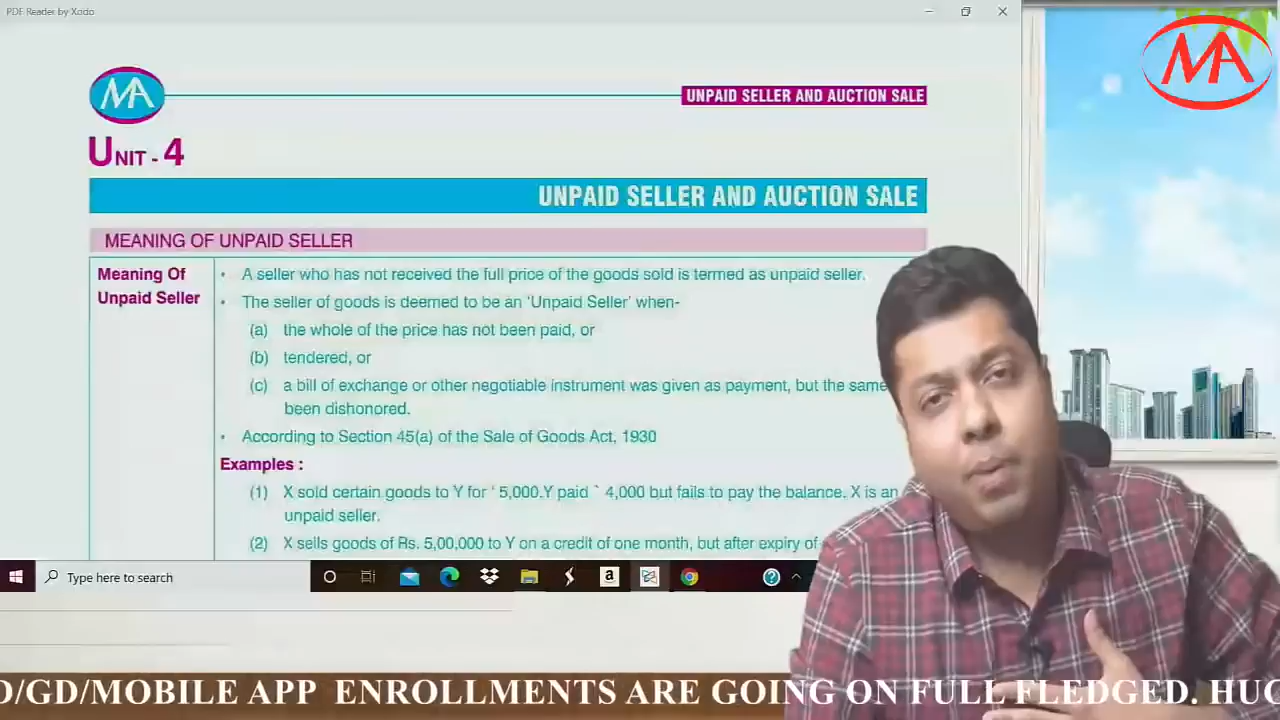 PDF Reader by Xodo
MA
MA
UNPAID SELLER AND AUCTION SALE
UNIT - 4
UNPAID SELLER AND AUCTION SALE
MEANING OF UNPAID SELLER
Meaning Of
Unpaid Seller
• A seller who has not received the full price of the goods sold is termed as unpaid seller.
• The seller of goods is deemed to be an ‘Unpaid Seller’ when-
(a) the whole of the price has not been paid, or
(b) tendered, or
(c) a bill of exchange or other negotiable instrument was given as payment, but the same
been dishonored.
• According to Section 45(a) of the Sale of Goods Act, 1930
Examples :
(1) X sold certain goods to Y for ‘ 5,000.Y paid ` 4,000 but fails to pay the balance. X is an
unpaid seller.
(2) X sells goods of Rs. 5,00,000 to Y on a credit of one month, but after expiry of
Type here to search
a
?
D/GD/MOBILE APP ENROLLMENTS ARE GOING ON FULL FLEDGED. HUG